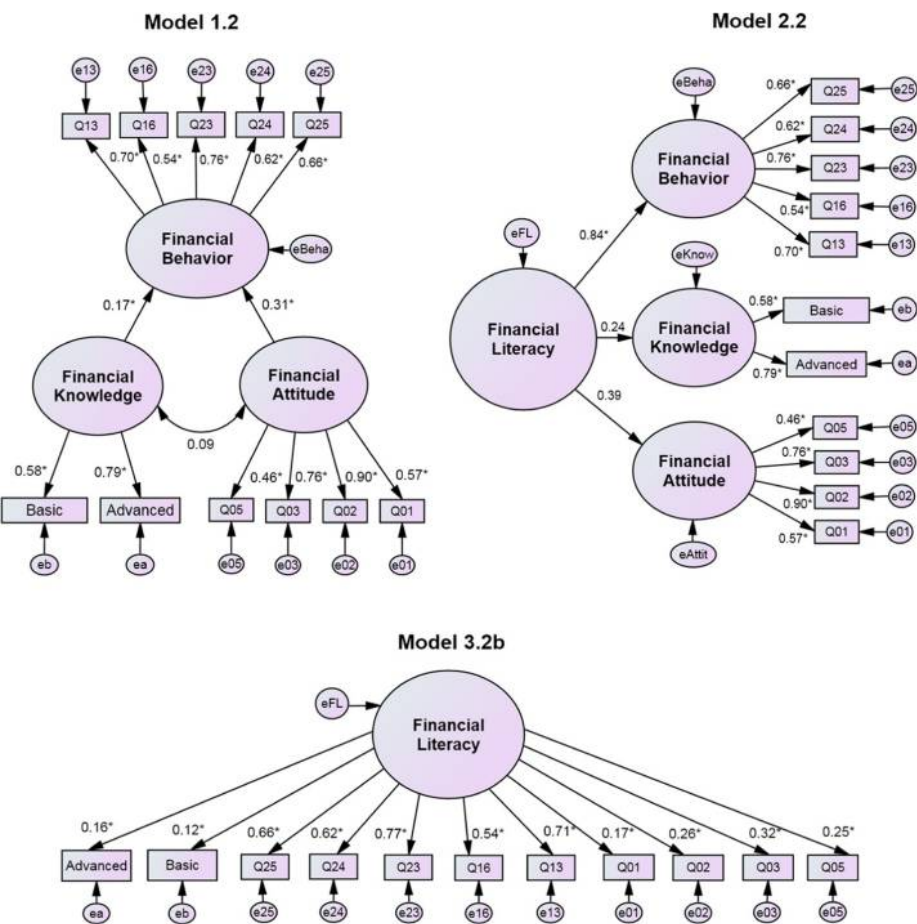 Model 1.2
e13 e16 e23 e24 e25
Q13 Q16 Q23 Q24 Q25
0.70* 0.54* 0.76* 0.62* 0.66*
Financial
Behavior
eBeha
0.17* 0.31*
Financial
Knowledge
Financial
Attitude
0.09
0.58* 0.79* 0.46* 0.76* 0.90* 0.57*
Basic Advanced Q05 Q03 Q02 Q01
eb ea e05 e03 e02 e01
Model 2.2
eBeha
Financial
Behavior
0.66* Q25 e25
0.62* Q24 e24
0.76* Q23 e23
0.54* Q16 e16
0.70* Q13 e13
eFL
0.84*
Financial
Literacy
0.24
0.39
eKnow
Financial
Knowledge
0.58* Basic eb
0.79* Advanced ea
Financial
Attitude
eAttit
0.46* Q05 e05
0.76* Q03 e03
0.90* Q02 e02
0.57* Q01 e01
Model 3.2b
eFL
Financial
Literacy
0.16* 0.12* 0.66* 0.62* 0.77* 0.54* 0.71* 0.17* 0.26* 0.32* 0.25*
Advanced Basic Q25 Q24 Q23 Q16 Q13 Q01 Q02 Q03 Q05
ea eb e25 e24 e23 e16 e13 e01 e02 e03 e05